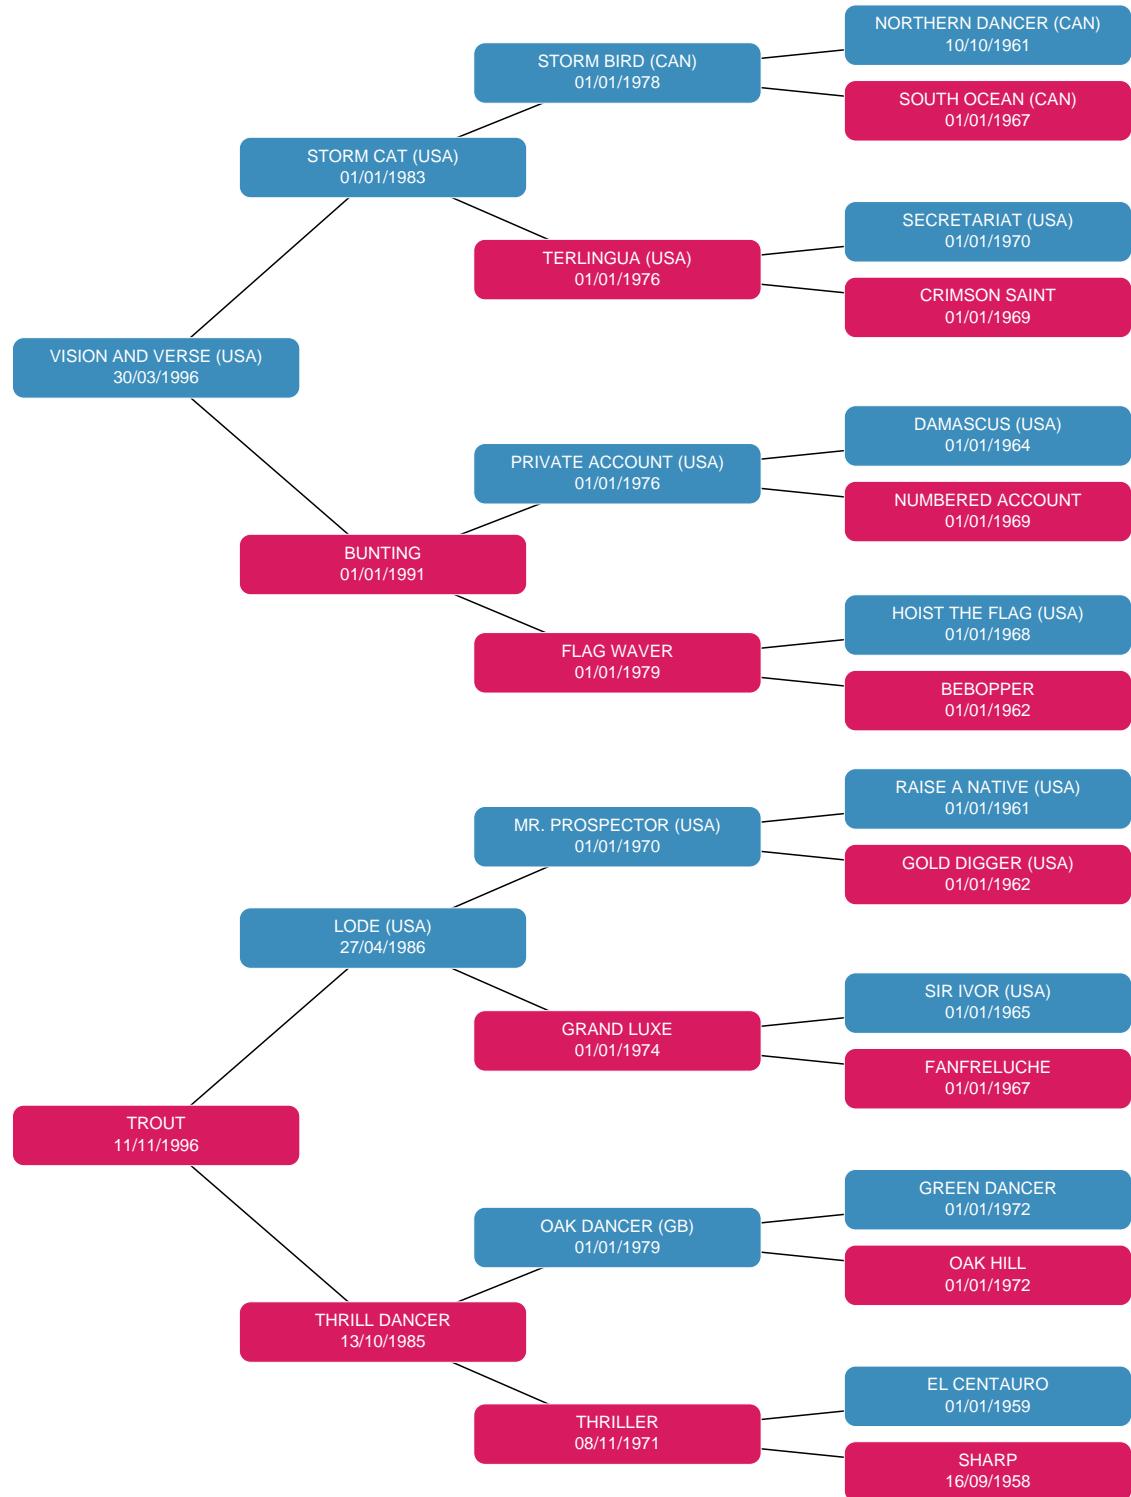 NORTHERN DANCER (CAN)
10/10/1961
STORM BIRD (CAN)
01/01/1978
SOUTH OCEAN (CAN)
01/01/1967
STORM CAT (USA)
01/01/1983
SECRETARIAT (USA)
01/01/1970
TERLINGUA (USA)
01/01/1976
CRIMSON SAINT
01/01/1969
VISION AND VERSE (USA)
30/03/1996
DAMASCUS (USA)
01/01/1964
PRIVATE ACCOUNT (USA)
01/01/1976
NUMBERED ACCOUNT
01/01/1969
BUNTING
01/01/1991
HOIST THE FLAG (USA)
01/01/1968
FLAG WAVER
01/01/1979
BEBOPPER
01/01/1962
RAISE A NATIVE (USA)
01/01/1961
MR. PROSPECTOR (USA)
01/01/1970
GOLD DIGGER (USA)
01/01/1962
LODE (USA)
27/04/1986
SIR IVOR (USA)
01/01/1965
GRAND LUXE
01/01/1974
FANFRELUCHE
01/01/1967
TROUT
11/11/1996
GREEN DANCER
01/01/1972
OAK DANCER (GB)
01/01/1979
OAK HILL
01/01/1972
THRILL DANCER
13/10/1985
EL CENTAURO
01/01/1959
THRILLER
08/11/1971
SHARP
16/09/1958